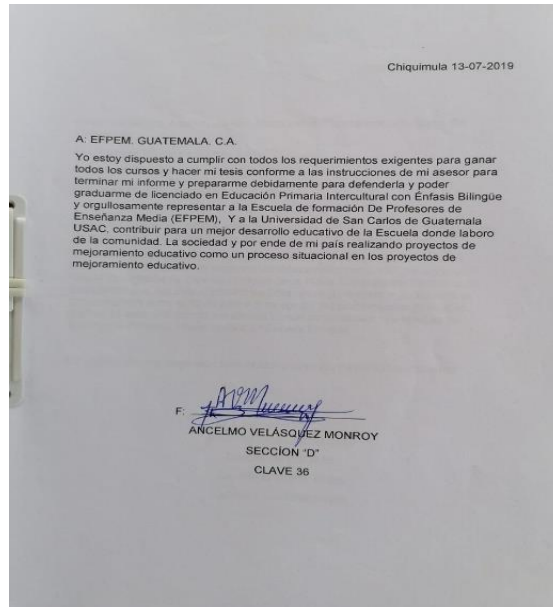 Chiquimula 13-07-2019
A: EFPEM. GUATEMALA. C.A.
Yo estoy dispuesto a cumplir con todos los requerimientos exigentes para ganar
todos los cursos y hacer mi tesis conforme a las instrucciones de mi asesor para
terminar mi informe y prepararme debidamente para defenderla y poder
graduarme de licenciado en Educación Primaria Intercultural con Énfasis Bilingüe
y orgullosamente representar a la Escuela de formación De Profesores de
Enseñanza Media (EFPEM), Y a la Universidad de San Carlos de Guatemala
USAC. contribuir para un mejor desarrollo educativo de la Escuela donde laboro
de la comunidad. La sociedad y por ende de mi país realizando proyectos de
mejoramiento educativo como un proceso situacional en los proyectos de
mejoramiento educativo.
F:
ANCELMO VELÁSQUEZ MONROY
SECCÍON "D"
CLAVE 36